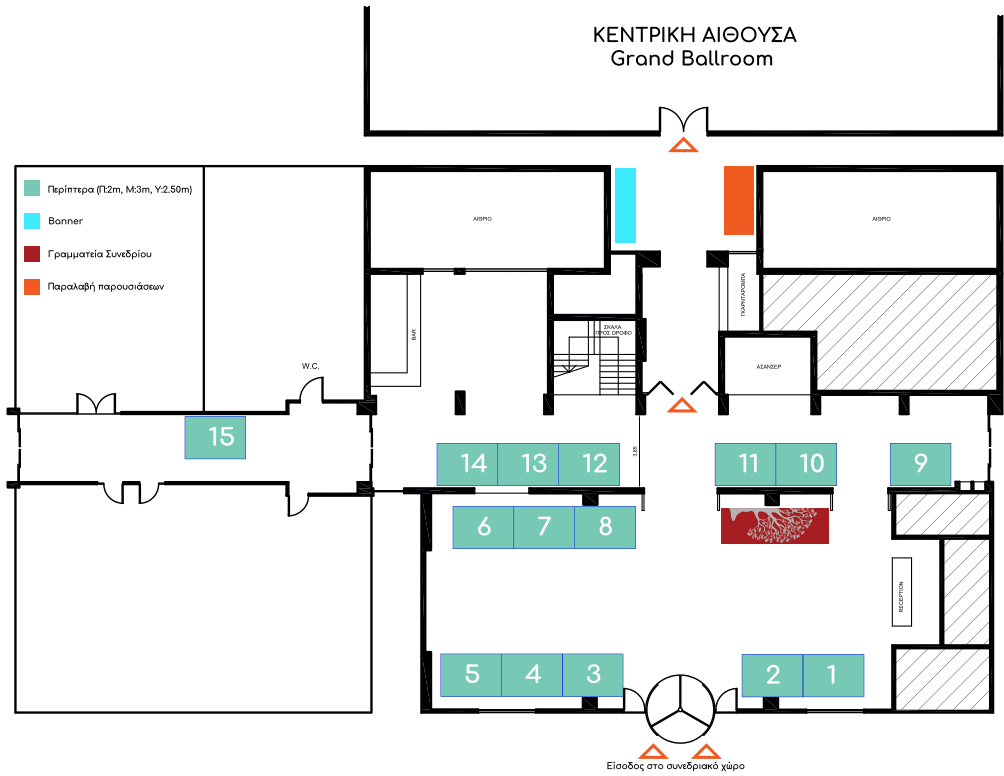 ΚΕΝΤΡΙΚΗ ΑΙΘΟΥΣΑ
Grand Ballroom
Περίπτερα (Π:2m, Μ:3m, Υ:2.50m)
Banner
Γραμματεία Συνεδρίου
Παραλαβή παρουσιάσεων
ΑΙΘΡΙΟ
ΑΙΘΡΙΟ
ΓΚΑΡΝΤΑΡΟΜΠΑ
BAR
ΣΚΑΛΑ
ΠΡΟΣ ΟΡΟΦΟ
ΑΣΑΝΣΕΡ
W.C.
15
14 13 12
3,85
11 10
9
6 7 8
RECEPTION
5 4 3
2 1
Είσοδος στο συνεδριακό χώρο